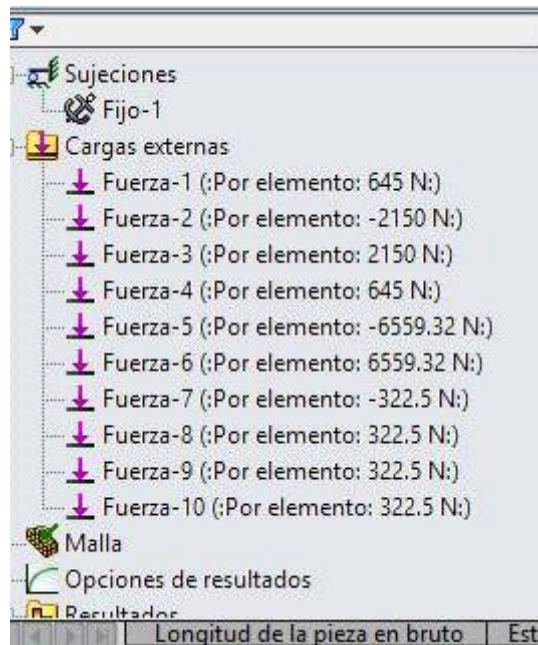 Sujeciones
Fijo-1
Cargas externas
Fuerza-1 (:Por elemento: 645 N:)
Fuerza-2 (:Por elemento: -2150 N:)
Fuerza-3 (:Por elemento: 2150 N:)
Fuerza-4 (:Por elemento: 645 N:)
Fuerza-5 (:Por elemento: -6559.32 N:)
Fuerza-6 (:Por elemento: 6559.32 N:)
Fuerza-7 (:Por elemento: -322.5 N:)
Fuerza-8 (:Por elemento: 322.5 N:)
Fuerza-9 (:Por elemento: 322.5 N:)
Fuerza-10 (:Por elemento: 322.5 N:)
Malla
Opciones de resultados
Resultados
Longitud de la pieza en bruto Est